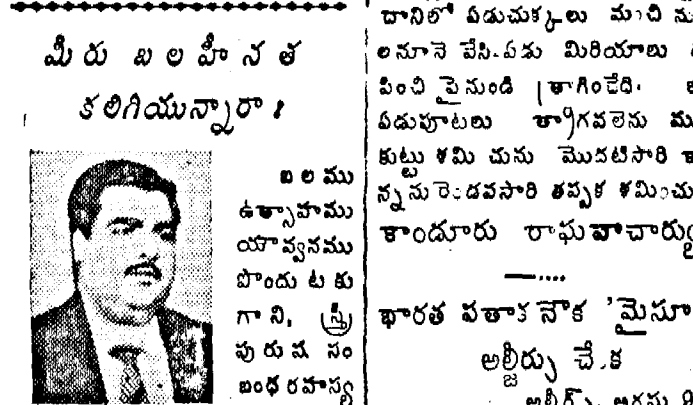 మీరు బలహీనత
కలిగియున్నారా !
బలము
ఉత్సాహము
యౌవ్వనము
పొందుటకు
గాని, స్త్రీ
పురుష సం
బంధరహస్య
దానిలో ఏడుచుక్కలు
లనూనె వేసి-ఏడు మిరియాలు
పించి పైనుండి త్రాగించేది.
ఏడుపూటలు త్రాగవలెను
కుట్టు శమించును మొదటిసారి
న్నను రెండవసారి తప్పక శమించు
కాండూరు రాఘవాచార్యు
భారత పతాక నౌక 'మైసూ
అల్జీర్సు చేక